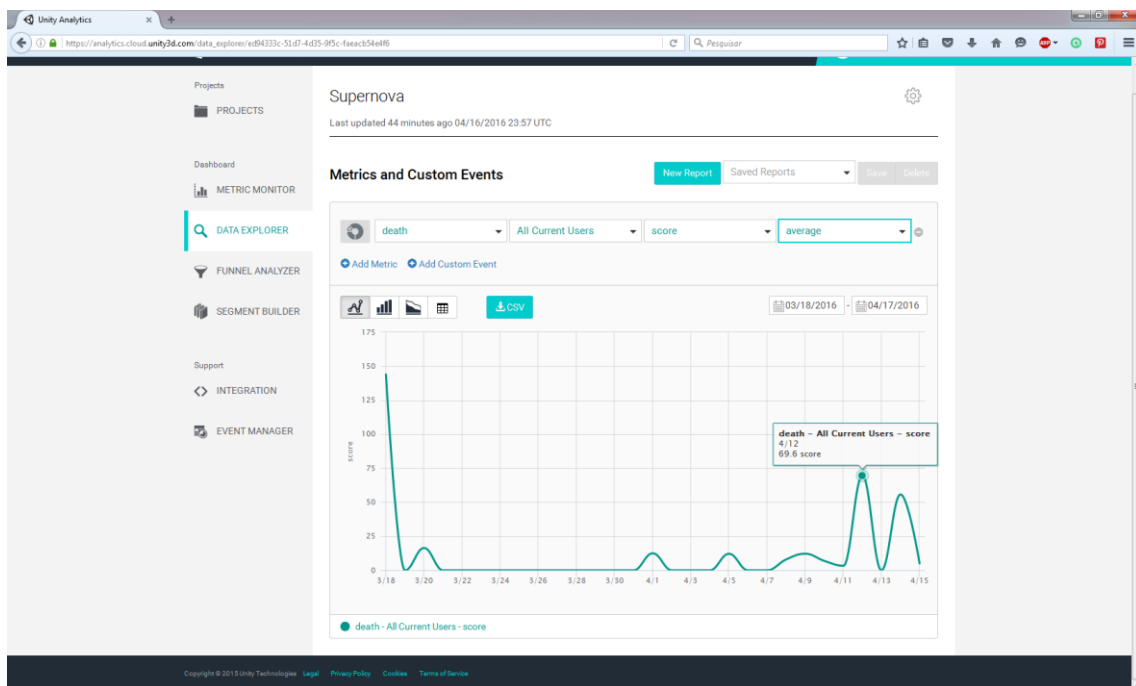 Unity Analytics
https://analytics.cloud.unity3d.com/data_explorer/ed94333c-51d7-4d35-9f5c-faeacb54e4f6
Pesquisar
ABP
Projects
PROJECTS
Dashboard
METRIC MONITOR
DATA EXPLORER
FUNNEL ANALYZER
SEGMENT BUILDER
Support
INTEGRATION
EVENT MANAGER
Supernova
Last updated 44 minutes ago 04/16/2016 23:57 UTC
Metrics and Custom Events
New Report Saved Reports Save Delete
death All Current Users score average
Add Metric Add Custom Event
CSV 03/18/2016 - 04/17/2016
175
150
125
100
75
50
25
0
score
death - All Current Users - score
4/12
69.6 score
3/18 3/20 3/22 3/24 3/26 3/28 3/30 4/1 4/3 4/5 4/7 4/9 4/11 4/13 4/15
death - All Current Users - score
Copyright © 2015 Unity Technologies Legal Privacy Policy Cookies Terms of Service